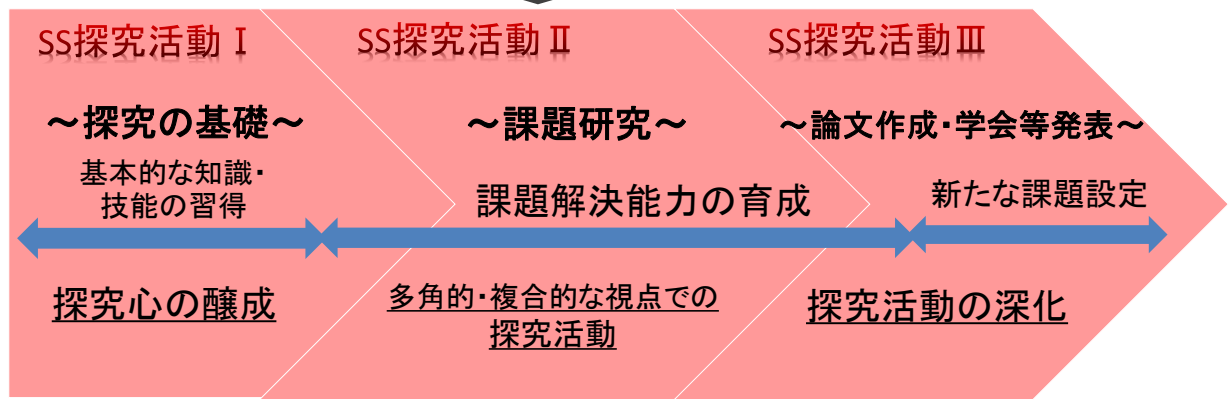 SS探究活動Ⅰ
～探究の基礎～
基本的な知識・
技能の習得
探究心の醸成
SS探究活動Ⅱ
～課題研究～
課題解決能力の育成
多角的・複合的な視点での
探究活動
SS探究活動Ⅲ
～論文作成・学会等発表～
新たな課題設定
探究活動の深化